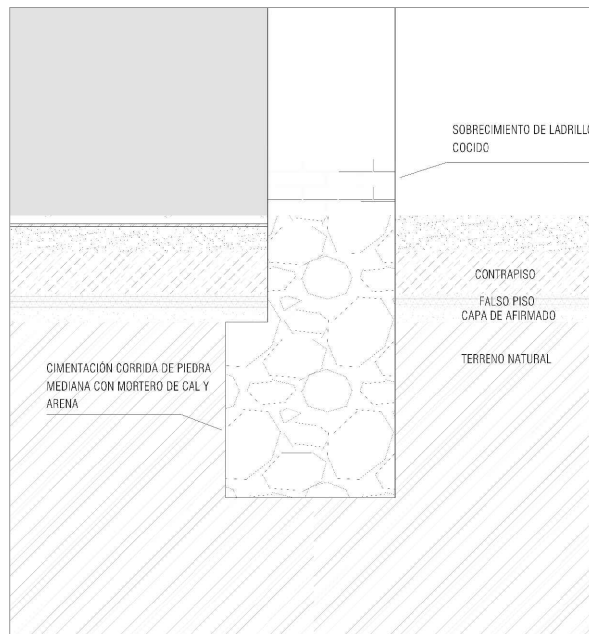 SOBRECIMIENTO DE LADRILLO
COCIDO
CONTRAPISO
FALSO PISO
CAPA DE AFIRMADO
TERRENO NATURAL
CIMENTACIÓN CORRIDA DE PIEDRA
MEDIANA CON MORTERO DE CAL Y
ARENA